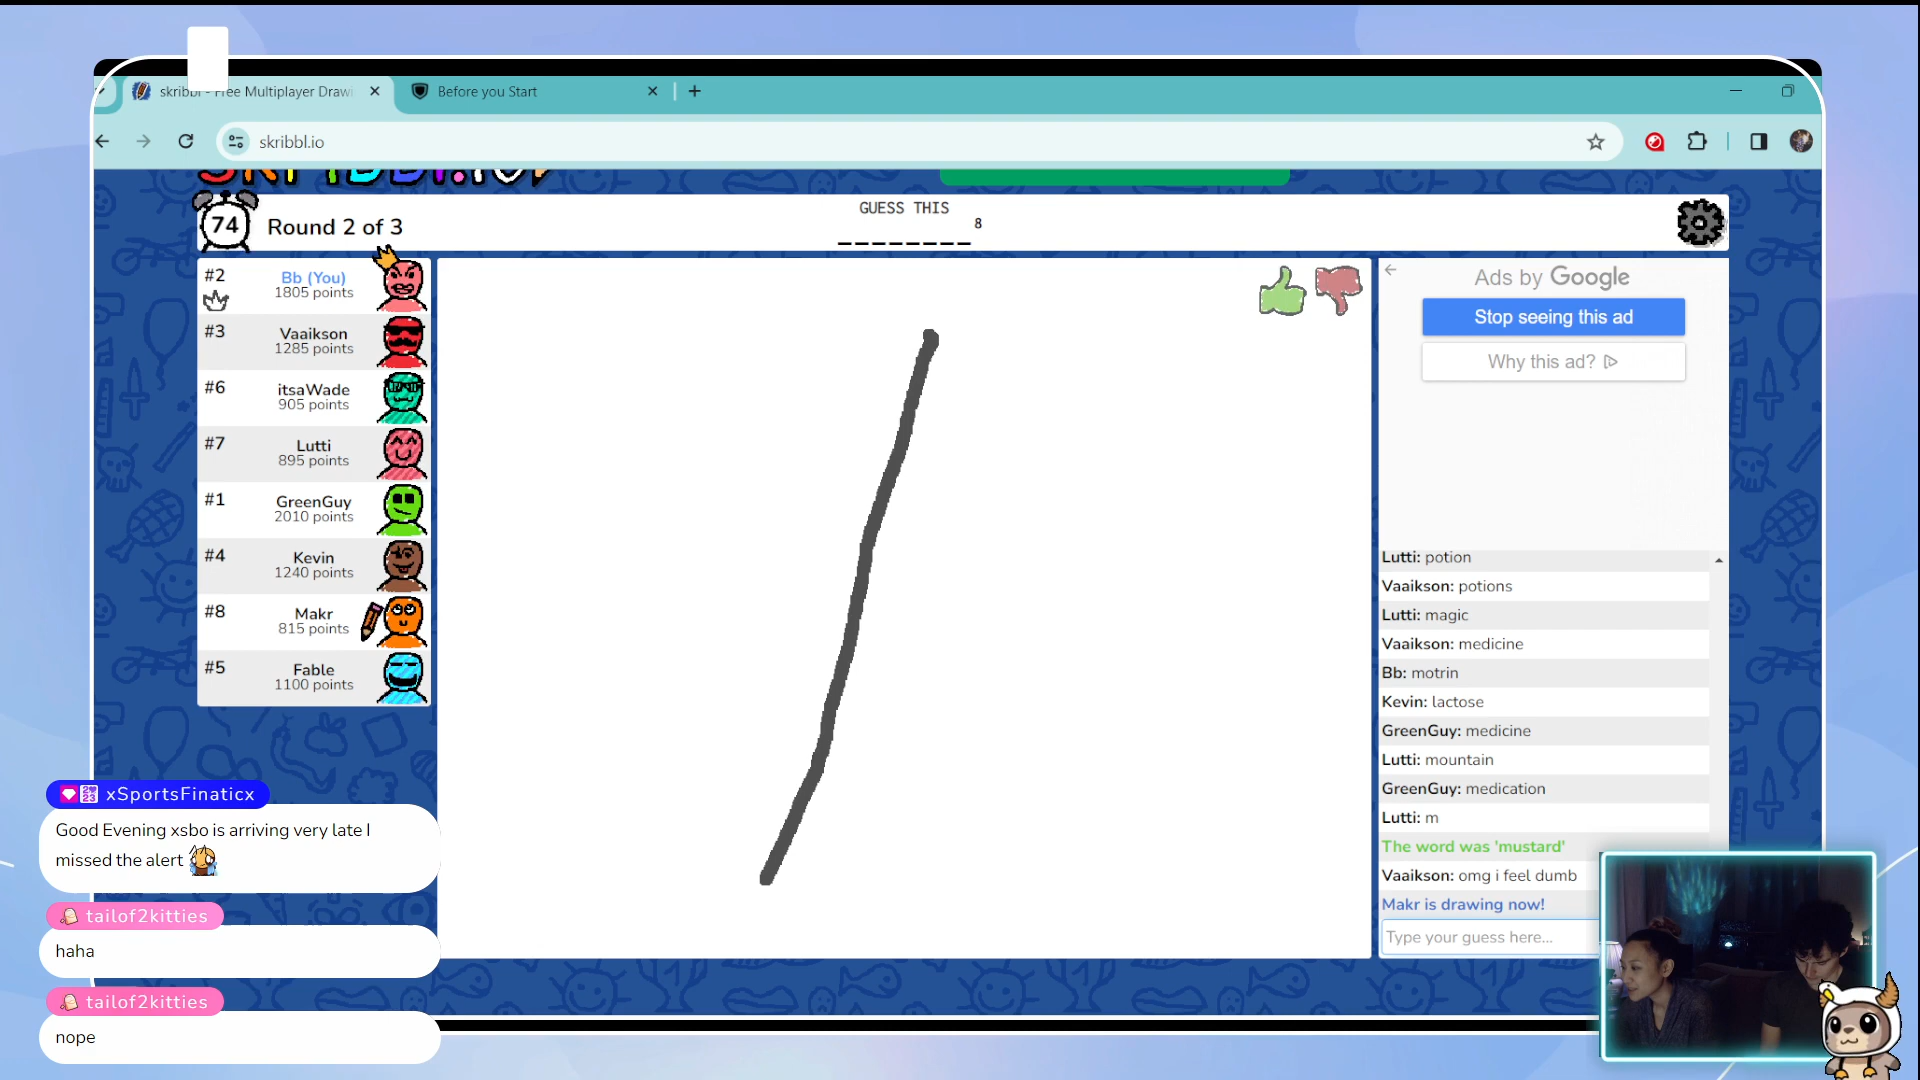 skribbl - Free Multiplayer Drawi
Before you Start
skribbl.io
74
Round 2 of 3
GUESS THIS
________ 8
#2
Bb (You)
1805 points
#3
Vaaikson
1285 points
#6
itsaWade
905 points
#7
Lutti
895 points
#1
GreenGuy
2010 points
#4
Kevin
1240 points
#8
Makr
815 points
#5
Fable
1100 points
Ads by Google
Stop seeing this ad
Why this ad?
Lutti: potion
Vaaikson: potions
Lutti: magic
Vaaikson: medicine
Bb: motrin
Kevin: lactose
GreenGuy: medicine
Lutti: mountain
GreenGuy: medication
Lutti: m
The word was 'mustard'
Vaaikson: omg i feel dumb
Makr is drawing now!
Type your guess here...
xSportsFinaticx
Good Evening xsbo is arriving very late I
missed the alert
tailof2kitties
haha
tailof2kitties
nope